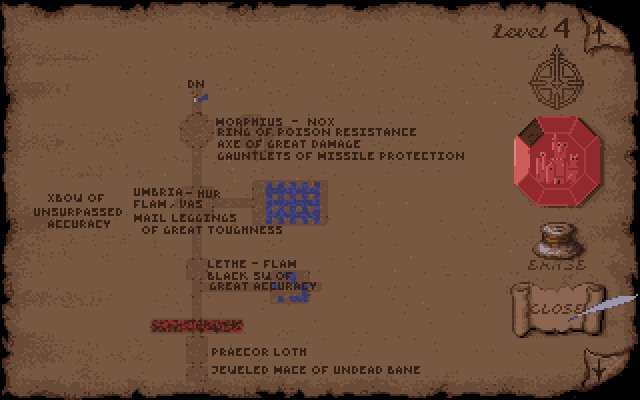 Level 4
DN
MORPHIUS - NOX
RING OF POISON RESISTANCE
AXE OF GREAT DAMAGE
GAUNTLETS OF MISSILE PROTECTION
XBOW OF
UNSURPASSED
ACCURACY
UMBRIA - HUR
FLAM, VAS
MAIL LEGGINGS
OF GREAT TOUGHNESS
LETHE - FLAM
BLACK SW OF
GREAT ACCURACY
ERASE
CLOSE
PRAECOR LOTH
JEWELED MACE OF UNDEAD BANE